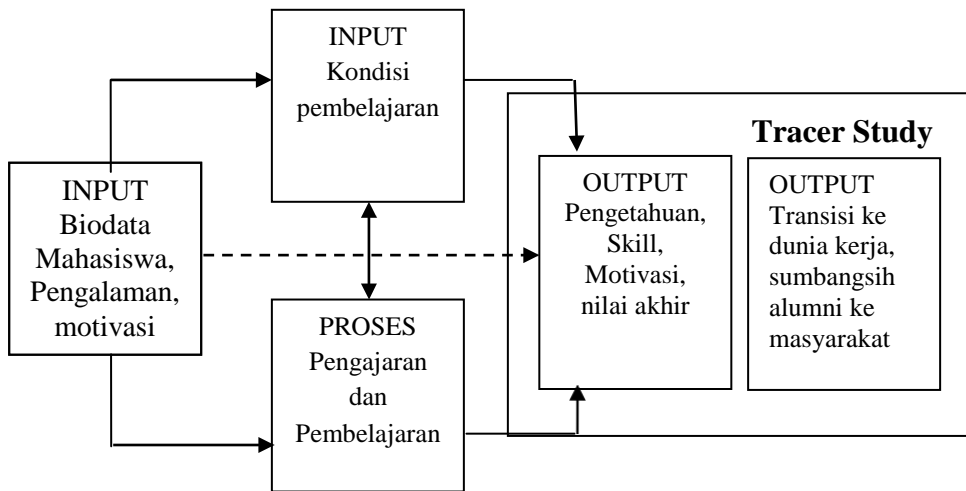 INPUT
Biodata
Mahasiswa,
Pengalaman,
motivasi
INPUT
Kondisi
pembelajaran
PROSES
Pengajaran
dan
Pembelajaran
Tracer Study
OUTPUT
Pengetahuan,
Skill,
Motivasi,
nilai akhir
OUTPUT
Transisi ke
dunia kerja,
sumbangsih
alumni ke
masyarakat